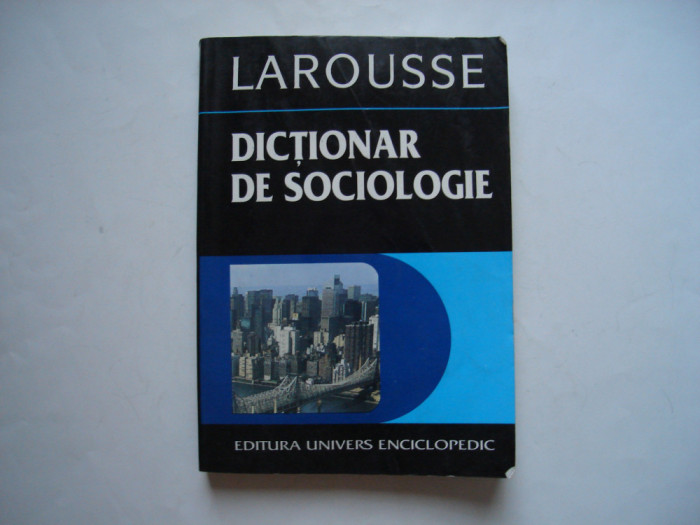 LAROUSSE
DICȚIONAR
DE SOCIOLOGIE
EDITURA UNIVERS ENCICLOPEDIC